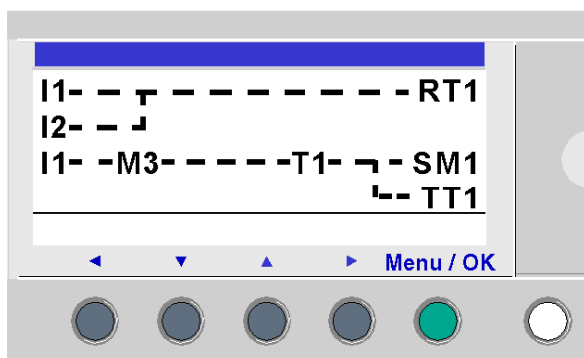 I1- - - - - - - - - RT1
I2- - 
I1- -M3- - - - -T1- - - SM1
-- TT1
Menu / OK